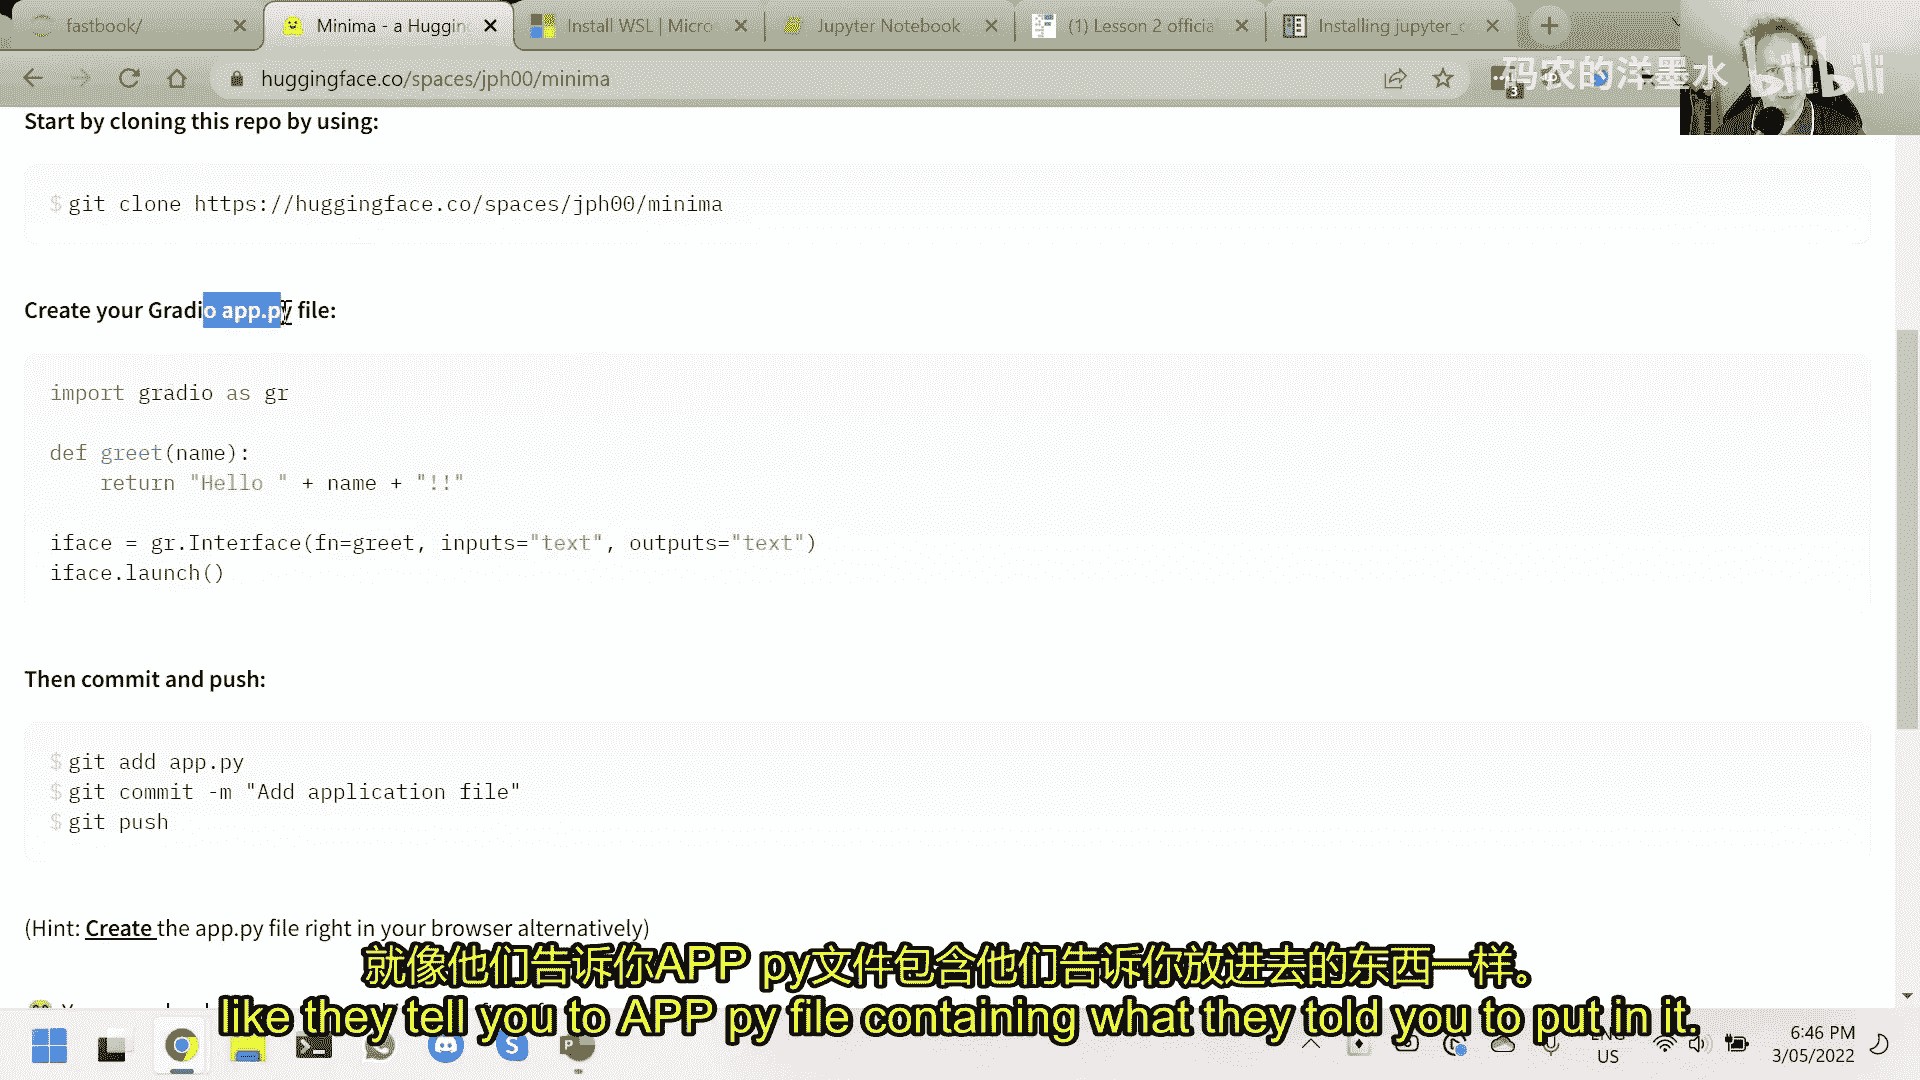 fastbook/
Minima - a Hugging
Install WSL | Micro
Jupyter Notebook
(1) Lesson 2 officia
Installing jupyter_c
huggingface.co/spaces/jph00/minima
3
码农的洋墨水 bilibili
Start by cloning this repo by using:
$ git clone https://huggingface.co/spaces/jph00/minima
Create your Gradio app.py file:
import gradio as gr
def greet(name):
    return "Hello " + name + "!!"
iface = gr.Interface(fn=greet, inputs="text", outputs="text")
iface.launch()
Then commit and push:
$ git add app.py
$ git commit -m "Add application file"
$ git push
(Hint: Create the app.py file right in your browser alternatively)
就像他们告诉你APP py文件包含他们告诉你放进去的东西一样。
like they tell you to APP py file containing what they told you to put in it.
ENG
US
6:46 PM
3/05/2022